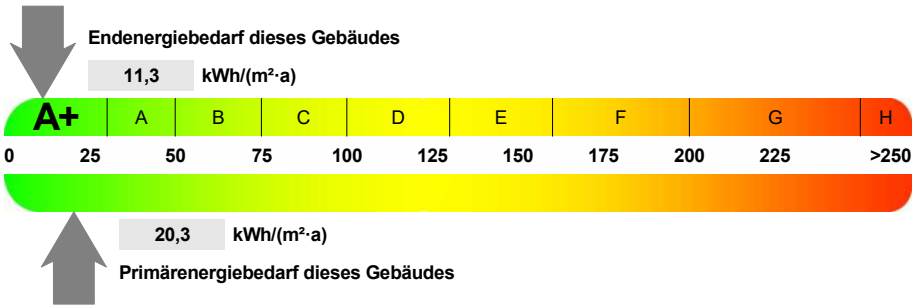 Endenergiebedarf dieses Gebäudes
11,3 kWh/(m²·a)
A+ A B C D E F G H
0 25 50 75 100 125 150 175 200 225 >250
20,3 kWh/(m²·a)
Primärenergiebedarf dieses Gebäudes